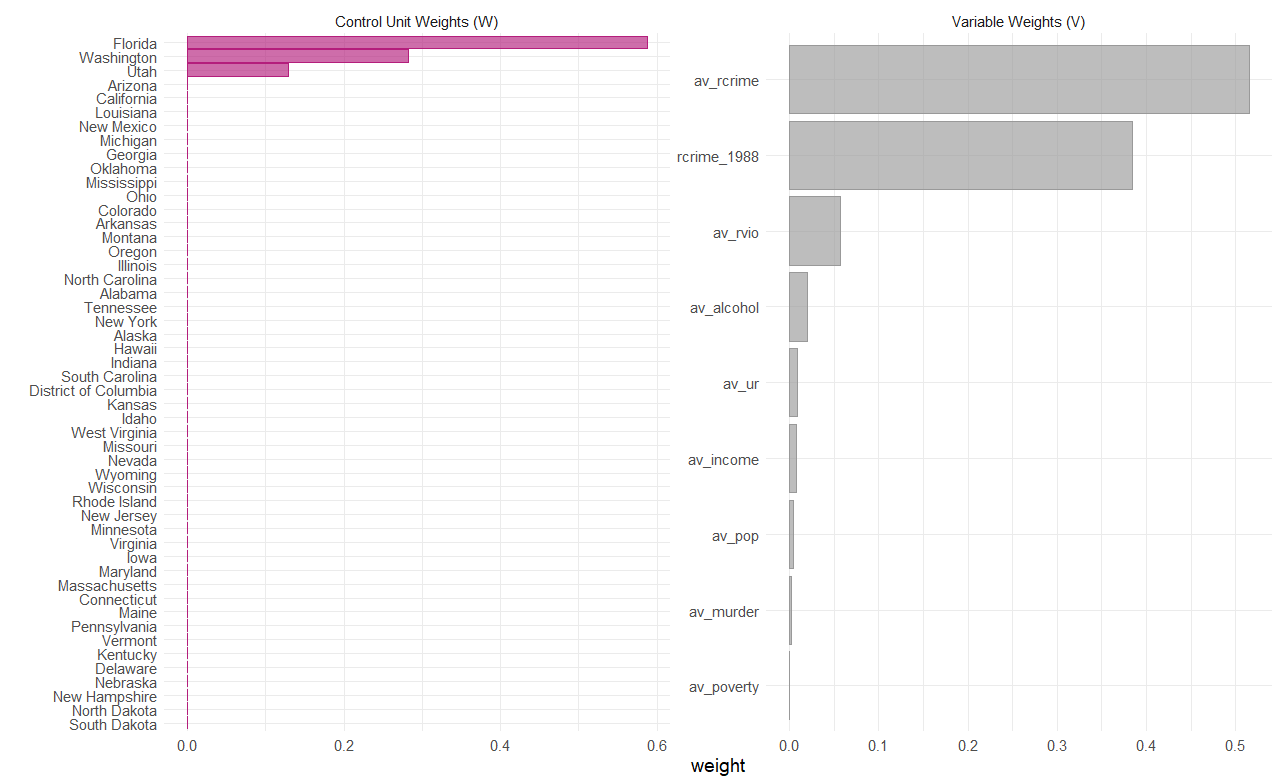 Control Unit Weights (W)
Florida
Washington
Utah
Arizona
California
Louisiana
New Mexico
Michigan
Georgia
Oklahoma
Mississippi
Ohio
Colorado
Arkansas
Montana
Oregon
Illinois
North Carolina
Alabama
Tennessee
New York
Alaska
Hawaii
Indiana
South Carolina
District of Columbia
Kansas
Idaho
West Virginia
Missouri
Nevada
Wyoming
Wisconsin
Rhode Island
New Jersey
Minnesota
Virginia
Iowa
Maryland
Massachusetts
Connecticut
Maine
Pennsylvania
Vermont
Kentucky
Delaware
Nebraska
New Hampshire
North Dakota
South Dakota
0.0 0.2 0.4 0.6
Variable Weights (V)
av_rcrime
rcrime_1988
av_rvio
av_alcohol
av_ur
av_income
av_pop
av_murder
av_poverty
0.0 0.1 0.2 0.3 0.4 0.5
weight